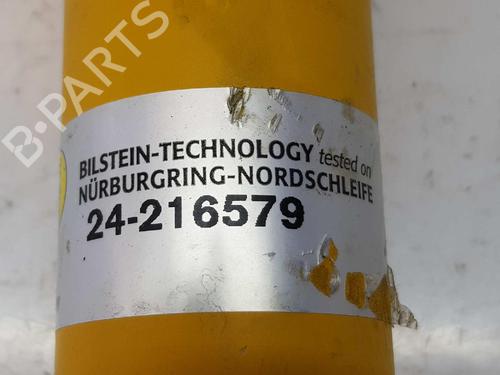 B-PARTS
BILSTEIN-TECHNOLOGY tested on
NÜRBURGRING-NORDSCHLEIFE
24-216579